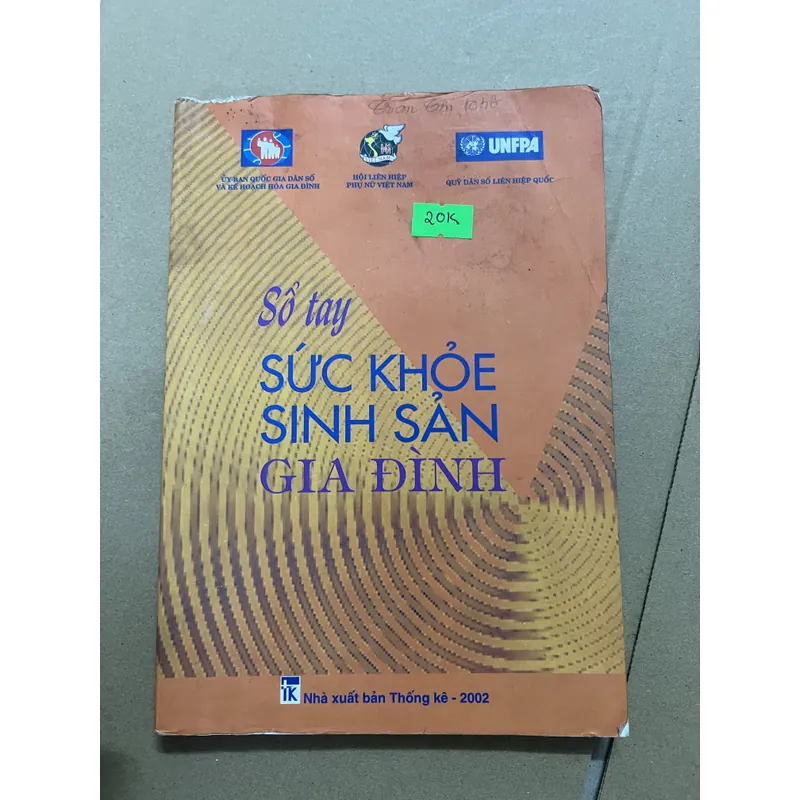 UNFPA
ỦY BAN QUỐC GIA DÂN SỐ
VÀ KẾ HOẠCH HÓA GIA ĐÌNH
HỘI LIÊN HIỆP
PHỤ NỮ VIỆT NAM
QUỸ DÂN SỐ LIÊN HIỆP QUỐC
20K
Sổ tay
SỨC KHỎE
SINH SẢN
GIA ĐÌNH
TK Nhà xuất bản Thống kê - 2002